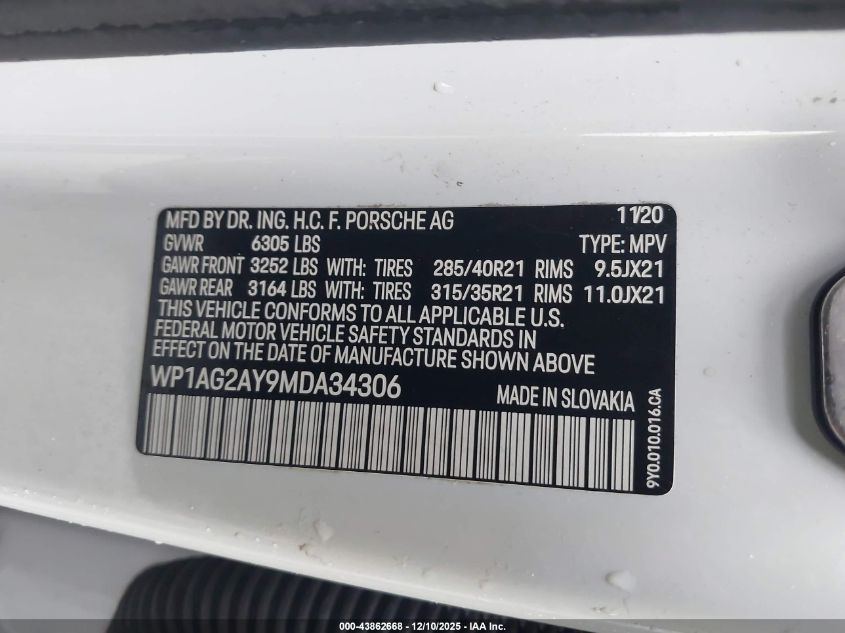 MFD BY DR. ING. H.C. F. PORSCHE AG 11/20
GVWR 6305 LBS TYPE: MPV
GAWR FRONT 3252 LBS WITH: TIRES 285/40R21 RIMS 9.5JX21
GAWR REAR 3164 LBS WITH: TIRES 315/35R21 RIMS 11.0JX21
THIS VEHICLE CONFORMS TO ALL APPLICABLE U.S.
FEDERAL MOTOR VEHICLE SAFETY STANDARDS IN
EFFECT ON THE DATE OF MANUFACTURE SHOWN ABOVE
WP1AG2AY9MDA34306 MADE IN SLOVAKIA
9Y0.010.016.CA
000-43862668 - 12/10/2025 - IAA Inc.